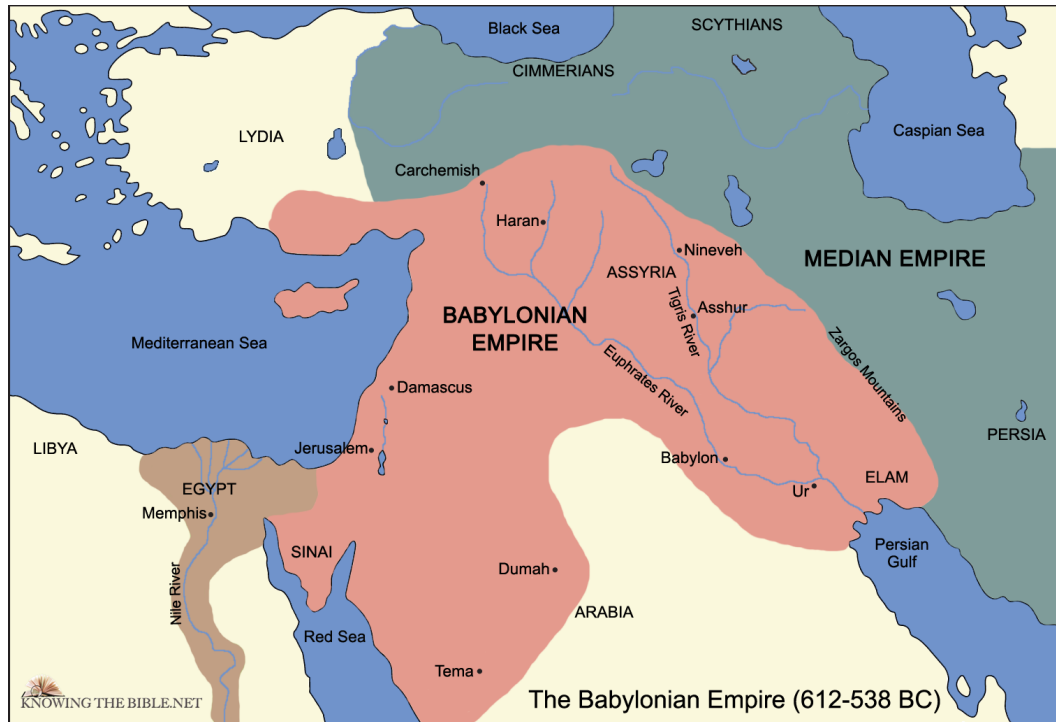 Black Sea
SCYTHIANS
CIMMERIANS
Caspian Sea
LYDIA
Carchemish
Haran
Nineveh
MEDIAN EMPIRE
ASSYRIA
Tigris River
Asshur
BABYLONIAN
EMPIRE
Mediterranean Sea
Euphrates River
Zargos Mountains
Damascus
LIBYA
Jerusalem
PERSIA
Babylon
EGYPT
Ur
ELAM
Memphis
SINAI
Persian
Gulf
Dumah
Nile River
ARABIA
Red Sea
Tema
KNOWING THE BIBLE.NET
The Babylonian Empire (612-538 BC)